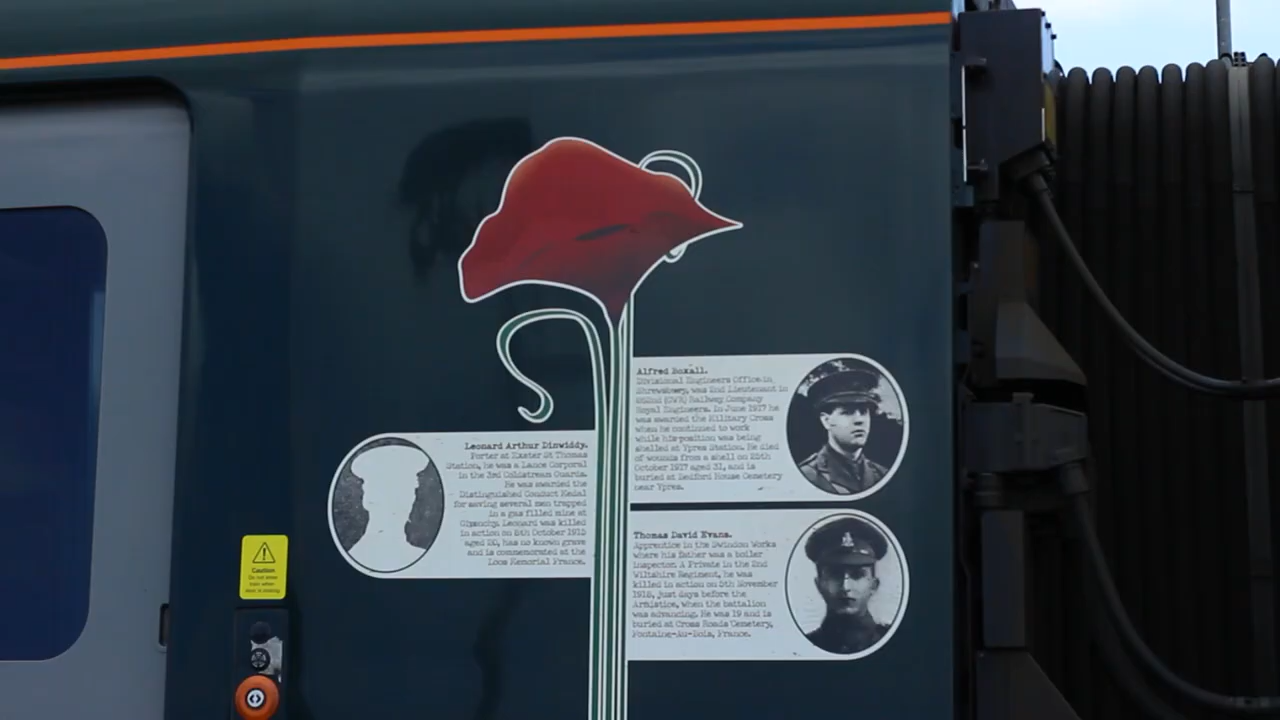 Alfred Boxall.
Divisional Engineers Office in
Shrewsbury, was 2nd Lieutenant in
262nd (GWR) Railway Company
Royal Engineers. In June 1917 he
was awarded the Military Cross
when he continued to work
while his position was being
shelled at Ypres Station. He died
of wounds from a shell on 25th
October 1917 aged 31, and is
buried at Bedford House Cemetery
near Ypres.
Leonard Arthur Dinwiddy.
Porter at Exeter St Thomas
Station, he was a Lance Corporal
in the 3rd Coldstream Guards.
He was awarded the
Distinguished Conduct Medal
for saving several men trapped
in a gas filled mine at
Givenchy. Leonard was killed
in action on 8th October 1915
aged 20, has no known grave
and is commemorated at the
Loos Memorial France.
Thomas David Evans.
Apprentice in the Swindon Works
where his father was a boiler
inspector. A Private in the 2nd
Wiltshire Regiment, he was
killed in action on 5th November
1918, just days before the
Armistice, when the battalion
was advancing. He was 19 and is
buried at Cross Roads Cemetery,
Fontaine-Au-Bois, France.
Caution
Do not lean